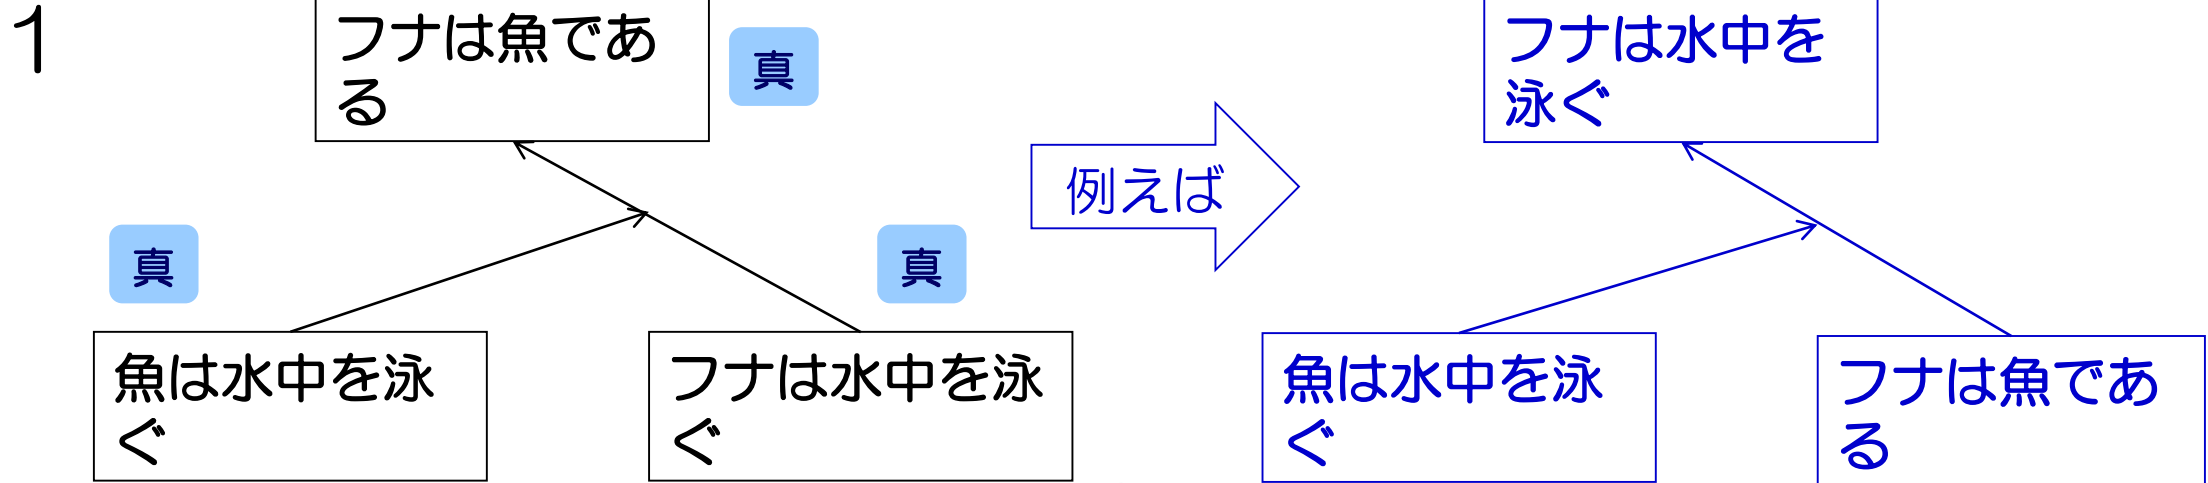 1
フナは魚であ
る
真
真
真
魚は水中を泳
ぐ
フナは水中を泳
ぐ
例えば
フナは水中を
泳ぐ
魚は水中を泳
ぐ
フナは魚であ
る